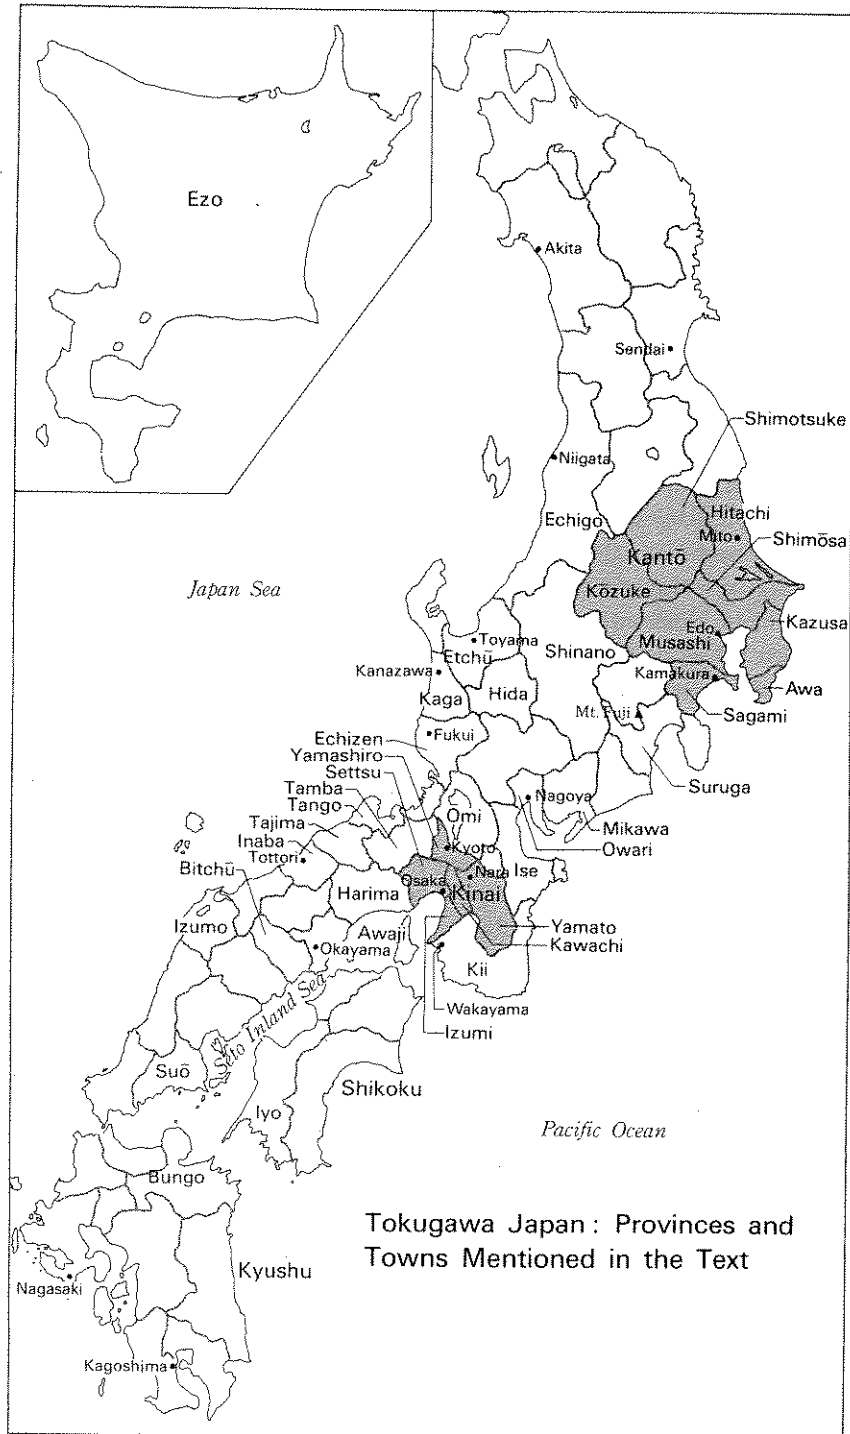 Ezo
Akita
Sendai
Shimotsuke
Niigata
Echigo
Hitachi
Mito
Shimōsa
Kantō
Kōzuke
Japan Sea
Kazusa
Edo
Musashi
Toyama
Etchū
Shinano
Kanazawa
Kamakura
Kaga
Hida
Awa
Sagami
Mt. Fuji
Fukui
Echizen
Yamashiro
Settsu
Tamba
Tango
Tajima
Inaba
Tottori
Bitchū
Suruga
Nagoya
Omi
Mikawa
Owari
Kyoto
Nara
Ise
Osaka
Kinai
Harima
Izumo
Awaji
Okayama
Yamato
Kawachi
Kii
Wakayama
Izumi
Seto Inland Sea
Suō
Shikoku
Iyo
Pacific Ocean
Bungo
Tokugawa Japan : Provinces and
Towns Mentioned in the Text
Kyushu
Nagasaki
Kagoshima